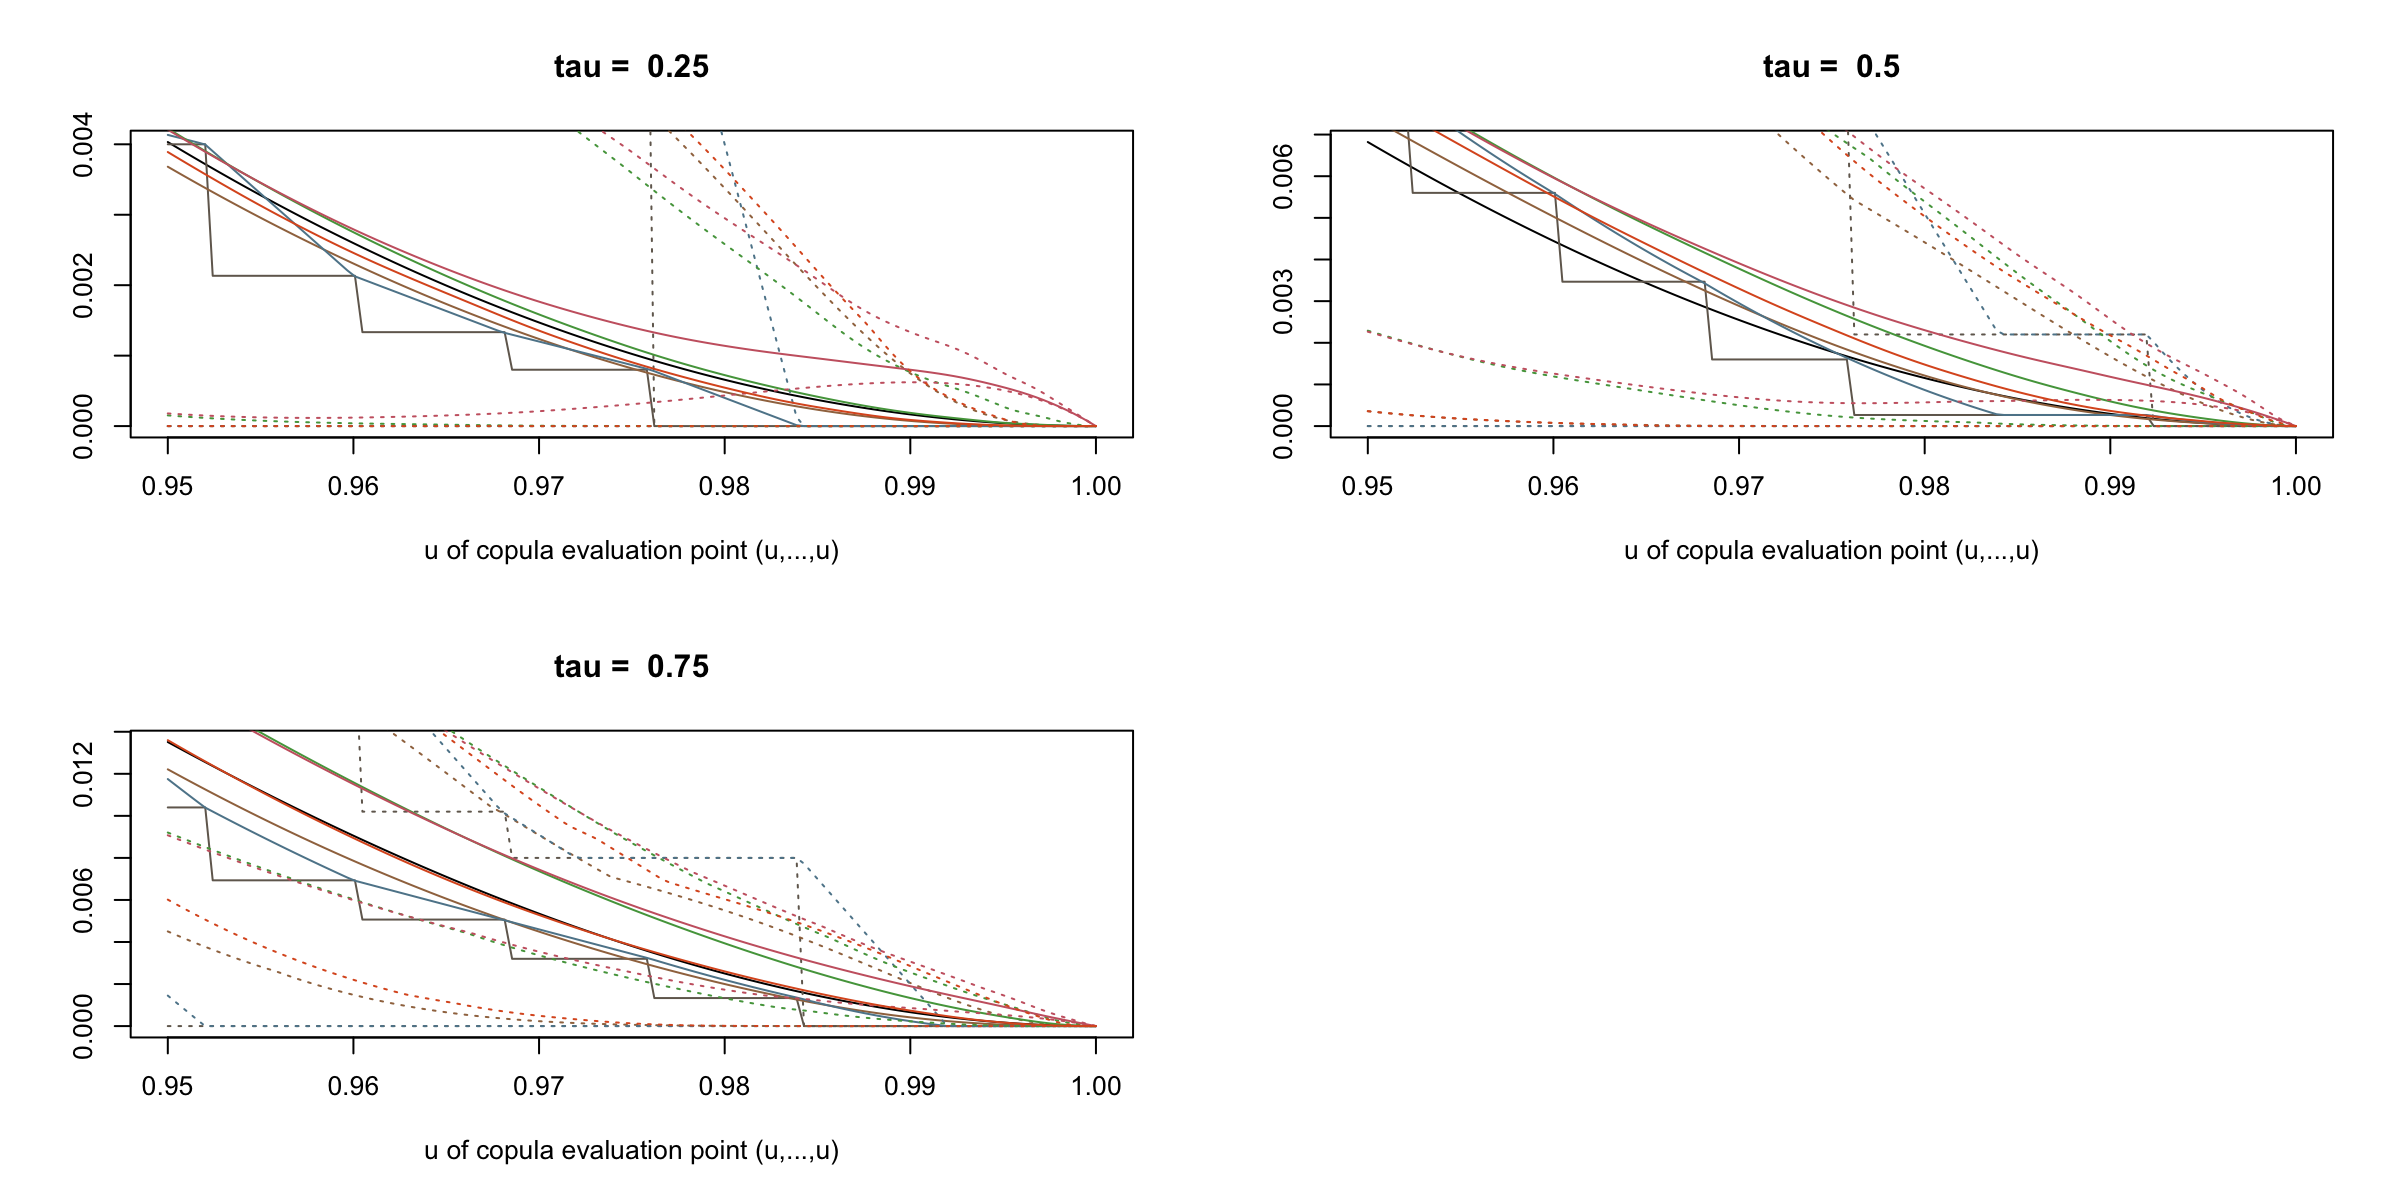 tau =  0.25
0.004
0.002
0.000
0.95 0.96 0.97 0.98 0.99 1.00
u of copula evaluation point (u,...,u)
tau =  0.5
0.006
0.003
0.000
0.95 0.96 0.97 0.98 0.99 1.00
u of copula evaluation point (u,...,u)
tau =  0.75
0.012
0.006
0.000
0.95 0.96 0.97 0.98 0.99 1.00
u of copula evaluation point (u,...,u)